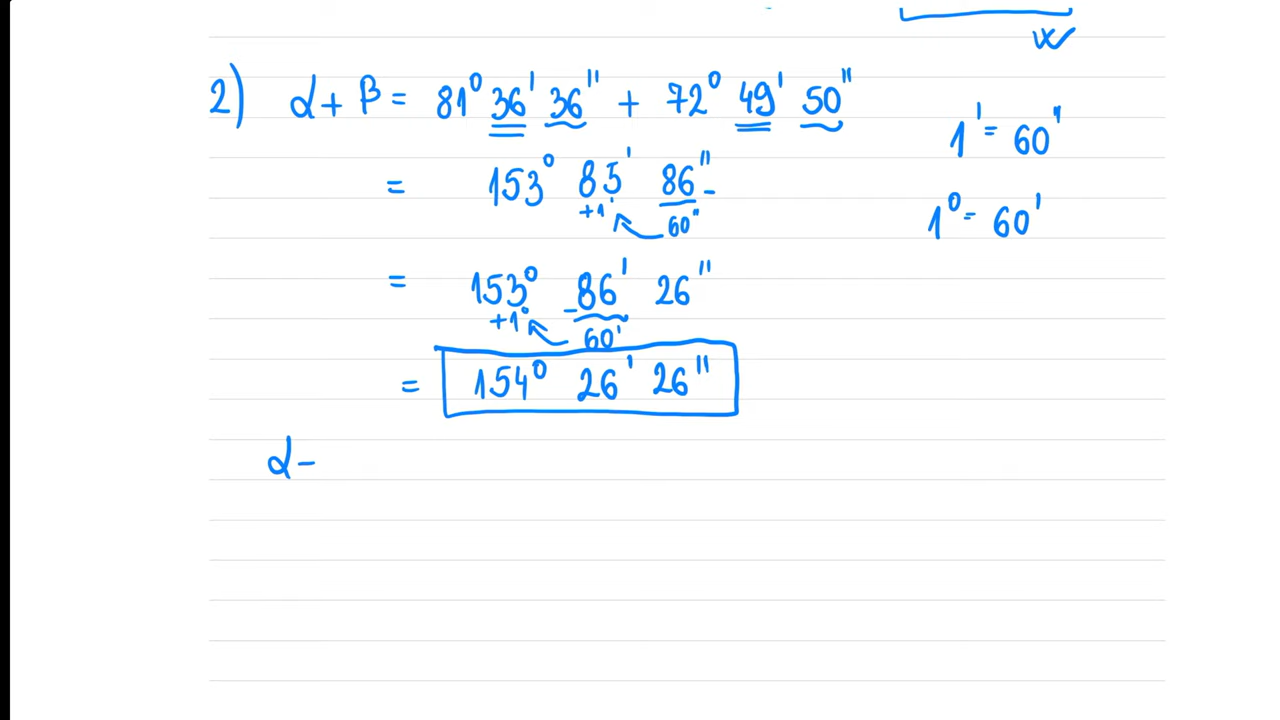 w
2) α + β = 81° 36' 36" + 72° 49' 50"
1' = 60"
= 153° 85' 86" -
+1' 60"
1° = 60'
= 153° -86' 26"
+1° 60'
= 154° 26' 26"
α -